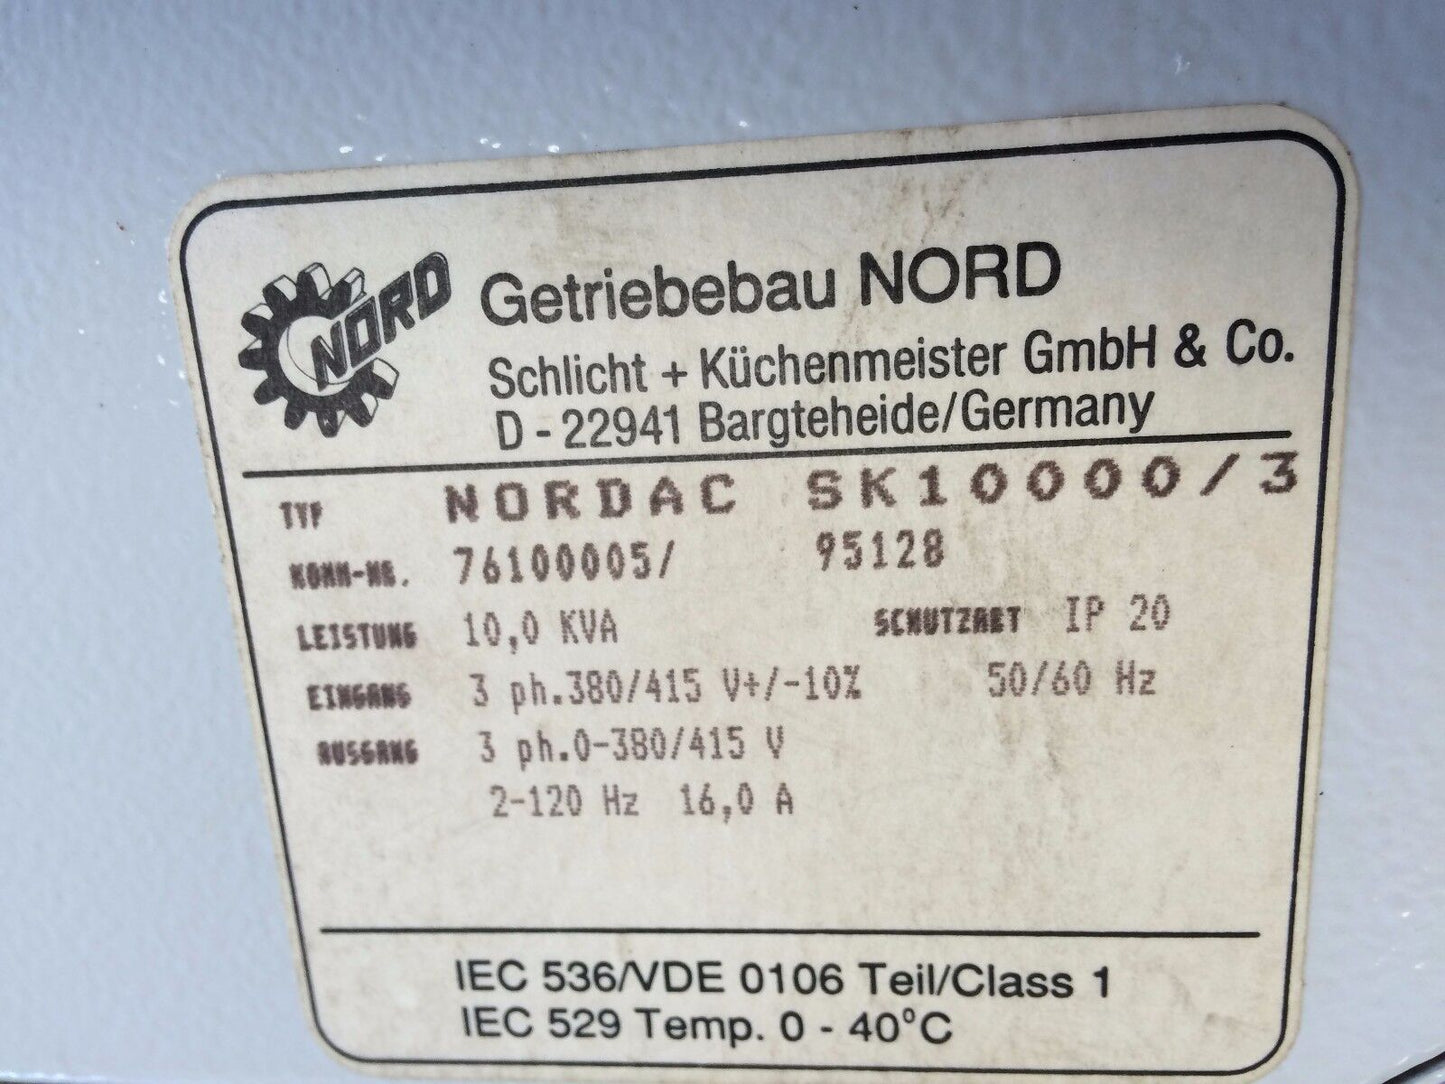 NORD
Getriebebau NORD
Schlicht + Küchenmeister GmbH & Co.
D - 22941 Bargteheide/Germany
TYP NORDAC SK10000/3
KOMM-NR. 76100005/ 95128
LEISTUNG 10,0 KVA SCHUTZART IP 20
EINGANG 3 ph.380/415 V+/-10% 50/60 Hz
AUSGANG 3 ph.0-380/415 V
2-120 Hz 16,0 A
IEC 536/VDE 0106 Teil/Class 1
IEC 529 Temp. 0 - 40°C